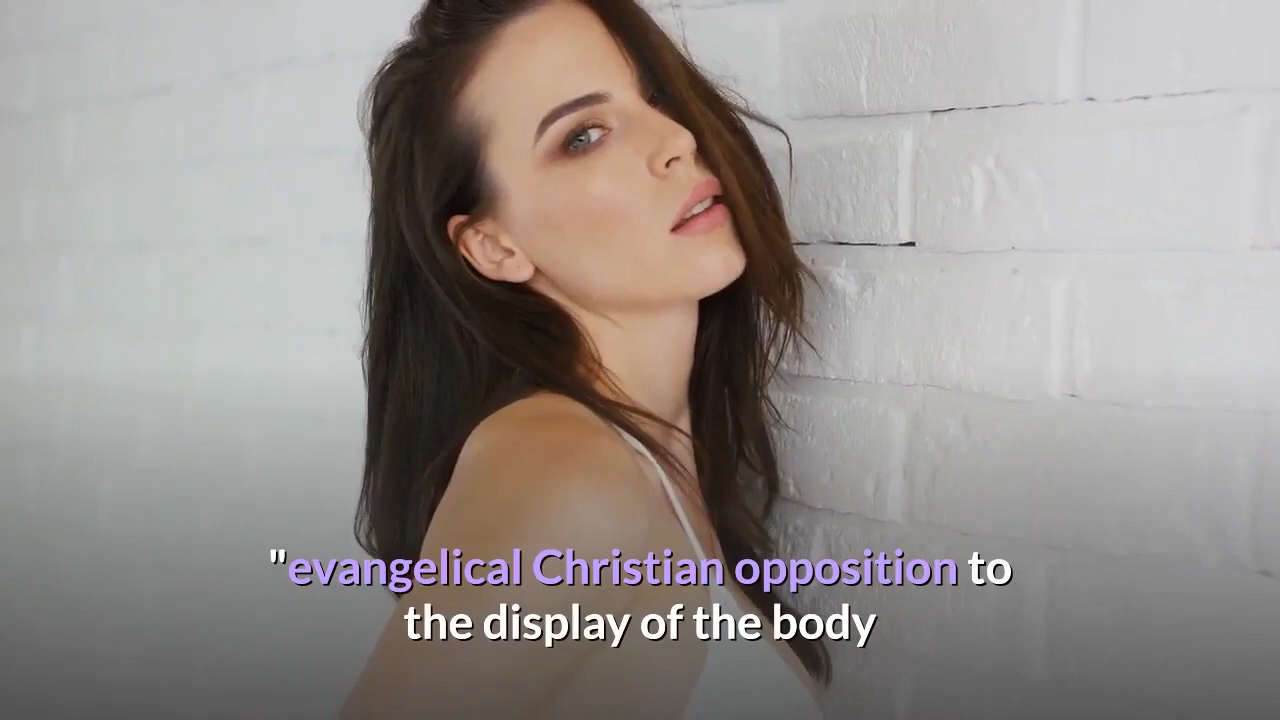 "evangelical Christian opposition to
the display of the body